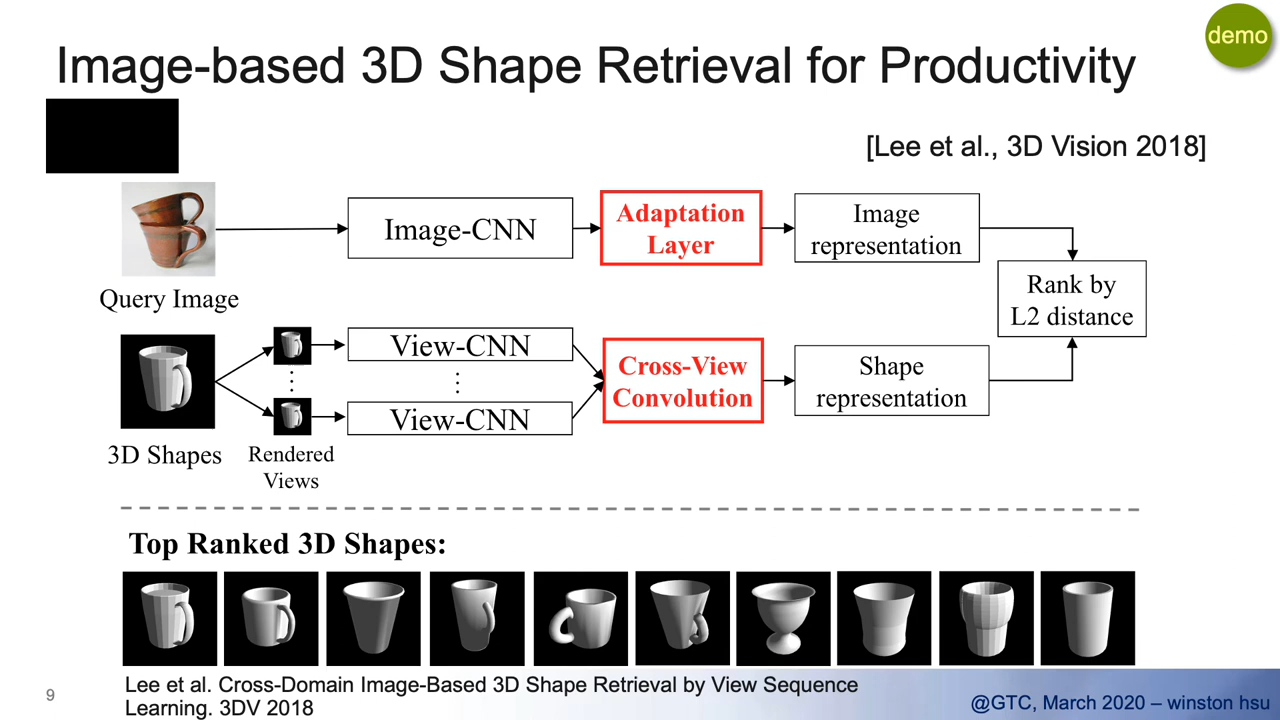 demo
Image-based 3D Shape Retrieval for Productivity
[Lee et al., 3D Vision 2018]
Query Image
Image-CNN
Adaptation
Layer
Image
representation
Rank by
L2 distance
3D Shapes
Rendered
Views
View-CNN
View-CNN
Cross-View
Convolution
Shape
representation
Top Ranked 3D Shapes:
9
Lee et al. Cross-Domain Image-Based 3D Shape Retrieval by View Sequence
Learning. 3DV 2018
@GTC, March 2020 – winston hsu